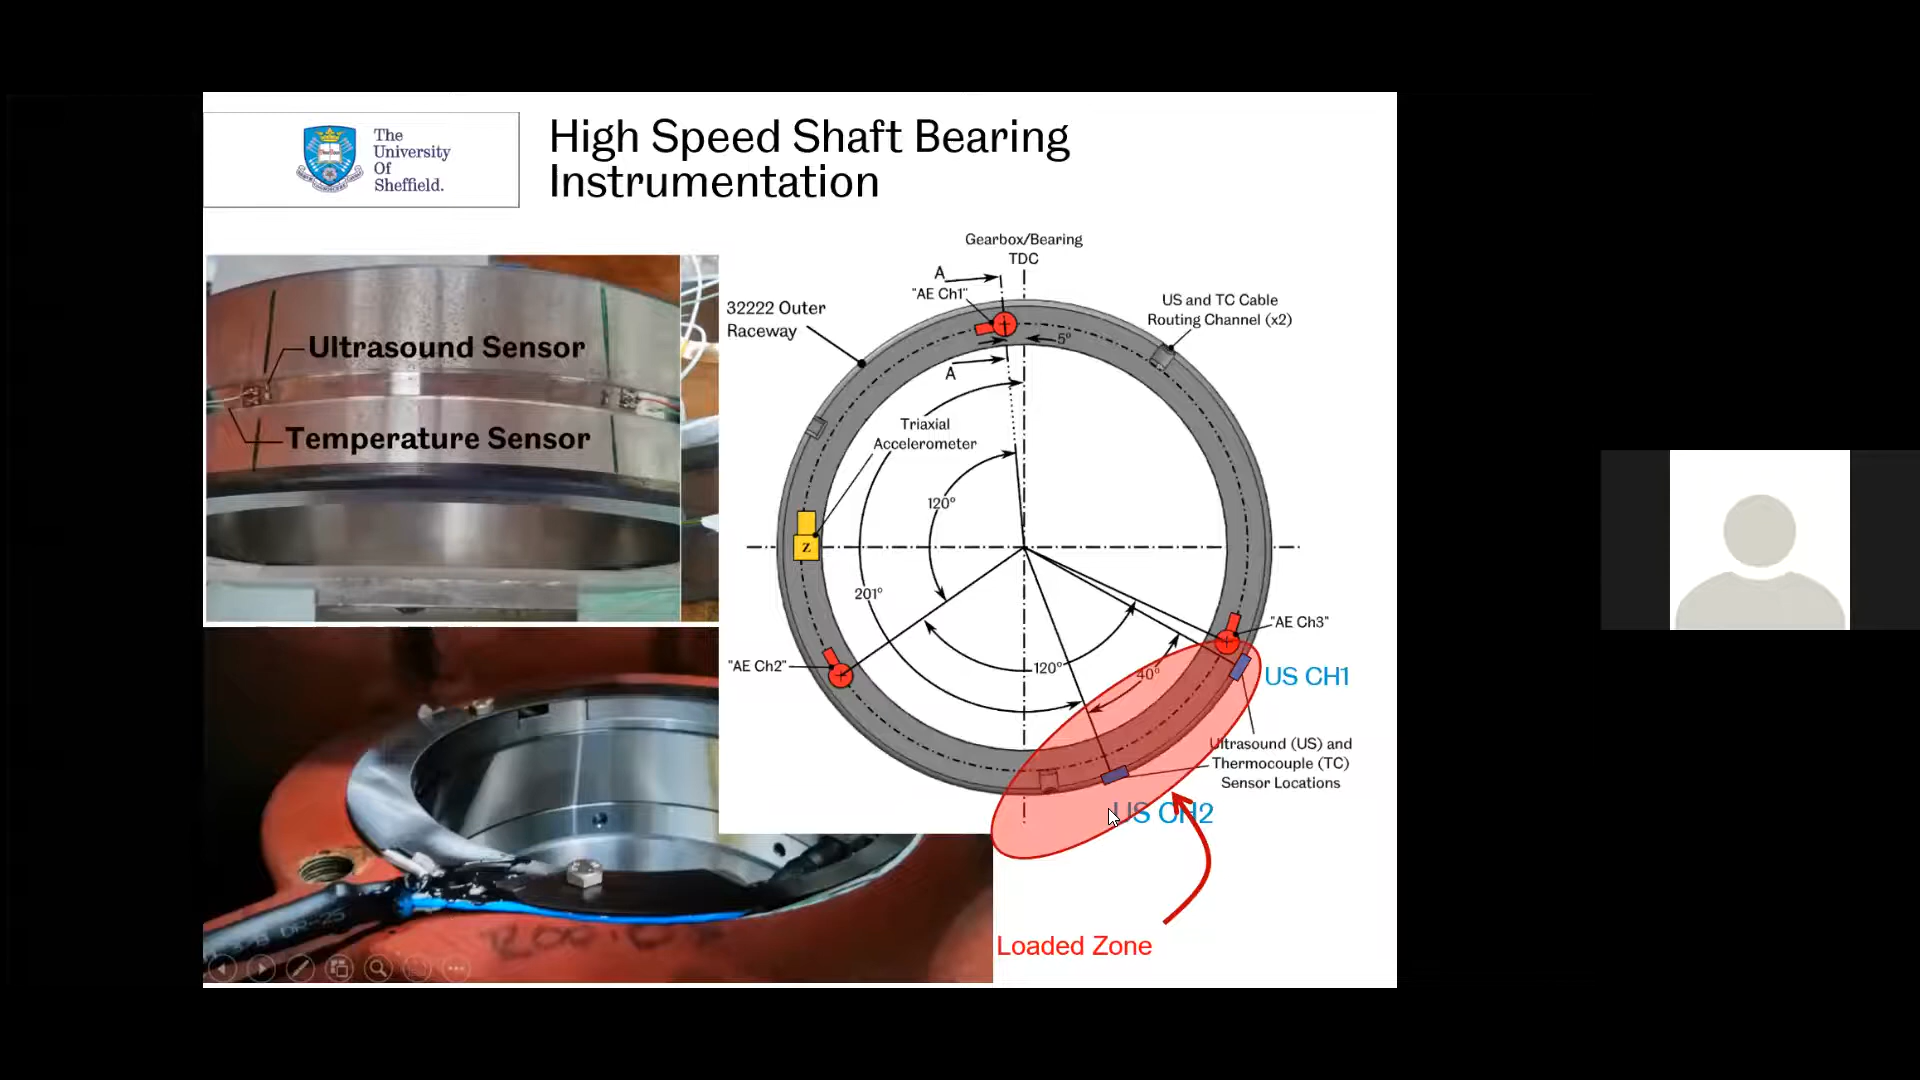 The
University
Of
Sheffield.
High Speed Shaft Bearing
Instrumentation
Ultrasound Sensor
Temperature Sensor
Gearbox/Bearing
TDC
A
"AE Ch1"
32222 Outer
Raceway
US and TC Cable
Routing Channel (x2)
5°
A
Triaxial
Accelerometer
120°
Z
201°
"AE Ch3"
"AE Ch2"
120°
40°
US CH1
Ultrasound (US) and
Thermocouple (TC)
Sensor Locations
US CH2
Loaded Zone
DR-25